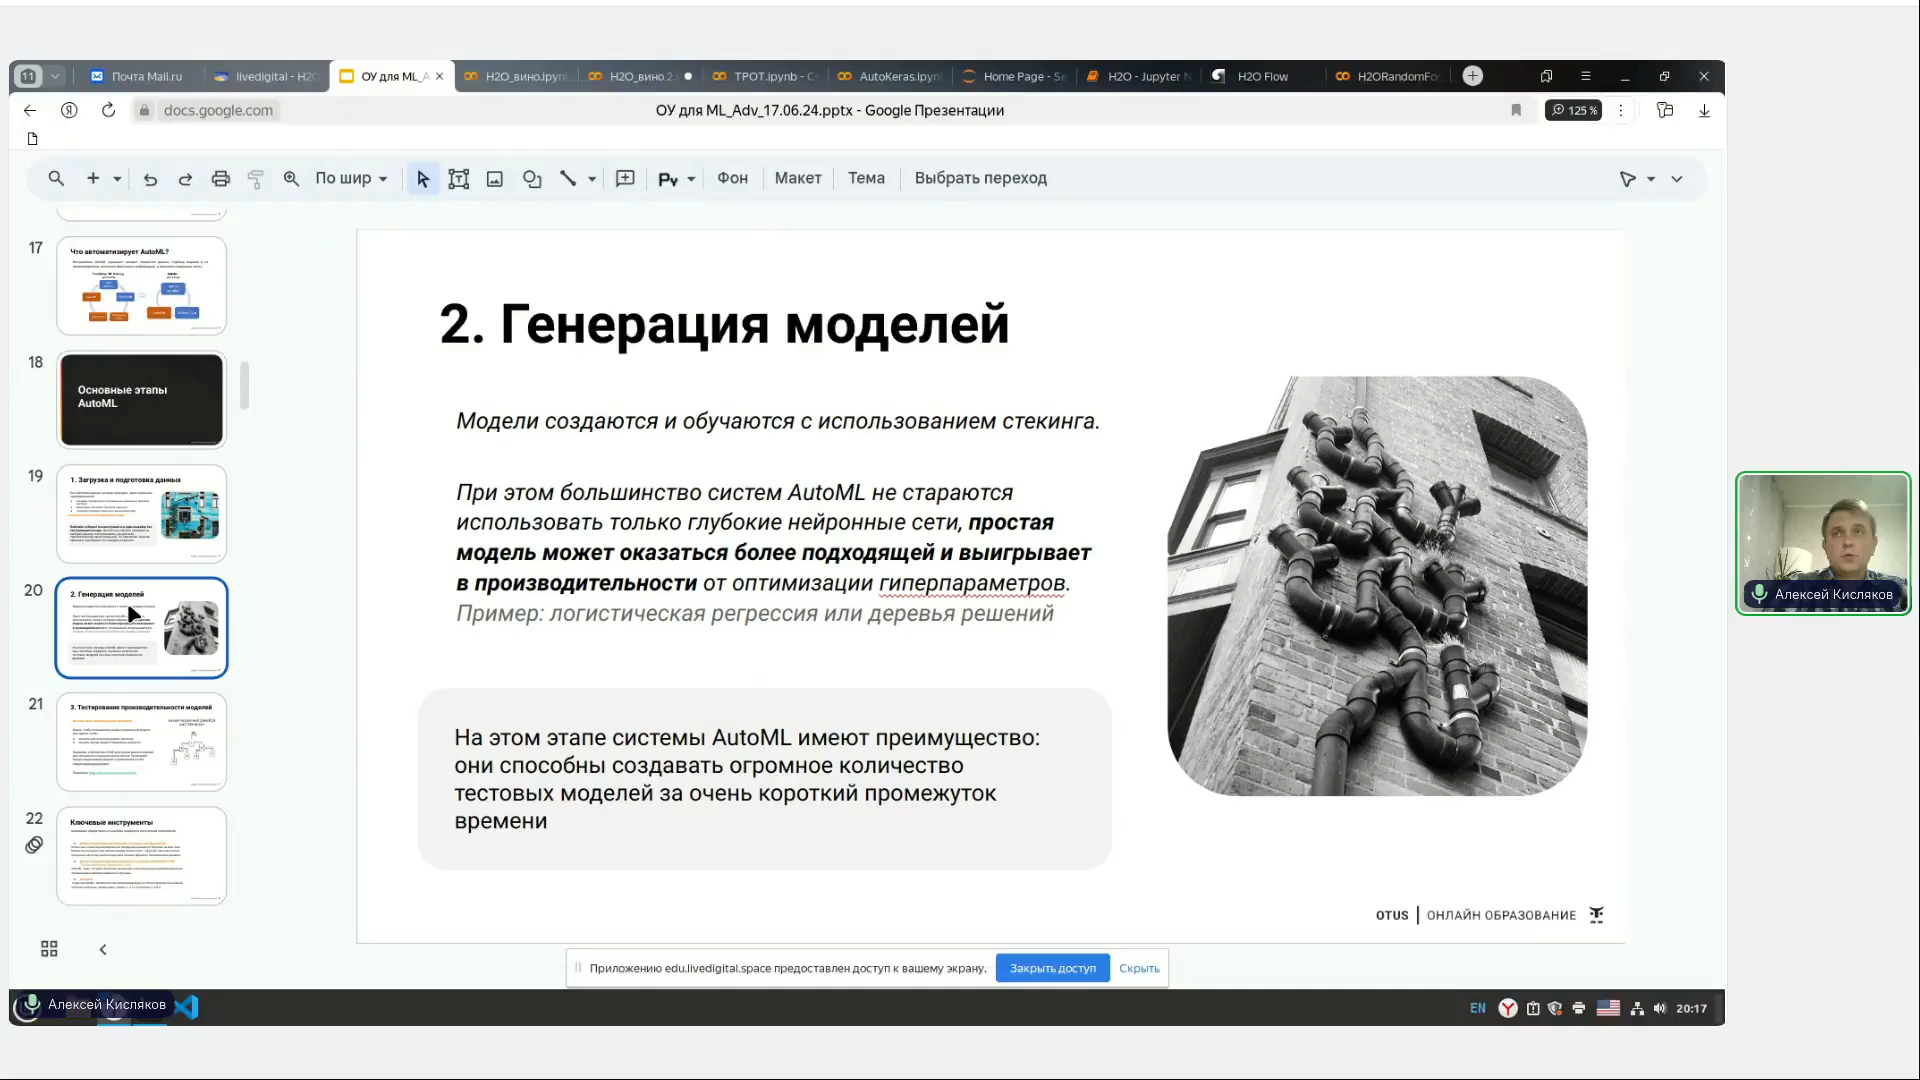 11
Почта Mail.ru
livedigital - H2O
ОУ для ML_A
H2O_вино.ipyn
H2O_вино.2.
TPOT.ipynb - C
AutoKeras.ipyn
Home Page - Se
H2O - Jupyter N
H2O Flow
H2ORandomFo
docs.google.com
ОУ для ML_Adv_17.06.24.pptx - Google Презентации
125 %
По шир
Фон
Макет
Тема
Выбрать переход
17
Что автоматизирует AutoML?
18
Основные этапы
AutoML
19
1. Загрузка и подготовка данных
20
2. Генерация моделей
21
3. Тестирование производительности моделей
22
Ключевые инструменты
2. Генерация моделей
Модели создаются и обучаются с использованием стекинга.
При этом большинство систем AutoML не стараются
использовать только глубокие нейронные сети, простая
модель может оказаться более подходящей и выигрывает
в производительности от оптимизации гиперпараметров.
Пример: логистическая регрессия или деревья решений
На этом этапе системы AutoML имеют преимущество:
они способны создавать огромное количество
тестовых моделей за очень короткий промежуток
времени
OTUS | ОНЛАЙН ОБРАЗОВАНИЕ
Приложению edu.livedigital.space предоставлен доступ к вашему экрану.
Закрыть доступ
Скрыть
Алексей Кисляков
Алексей Кисляков
EN
20:17